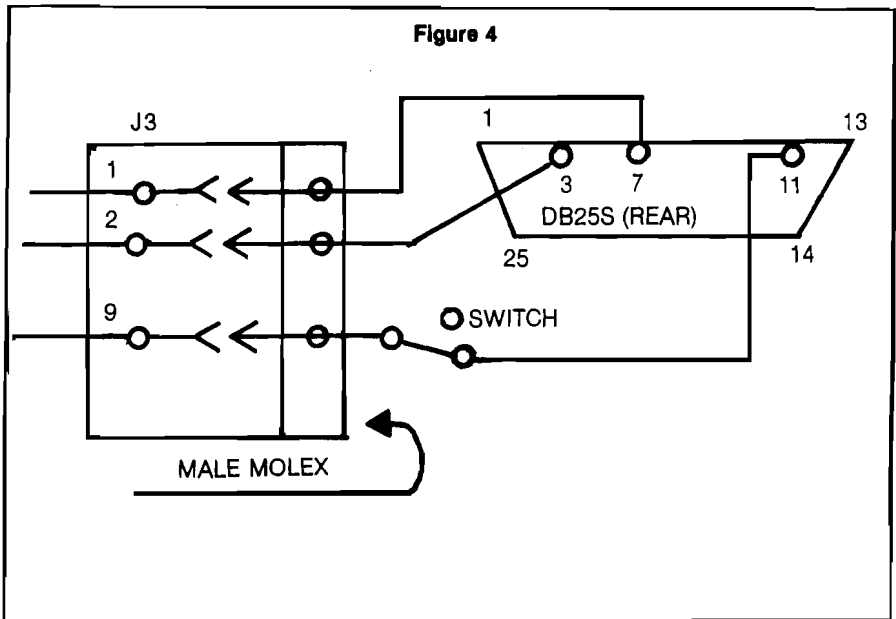 Figure 4
J3
1
2
9
1
13
3
7
11
DB25S (REAR)
25
14
SWITCH
MALE MOLEX